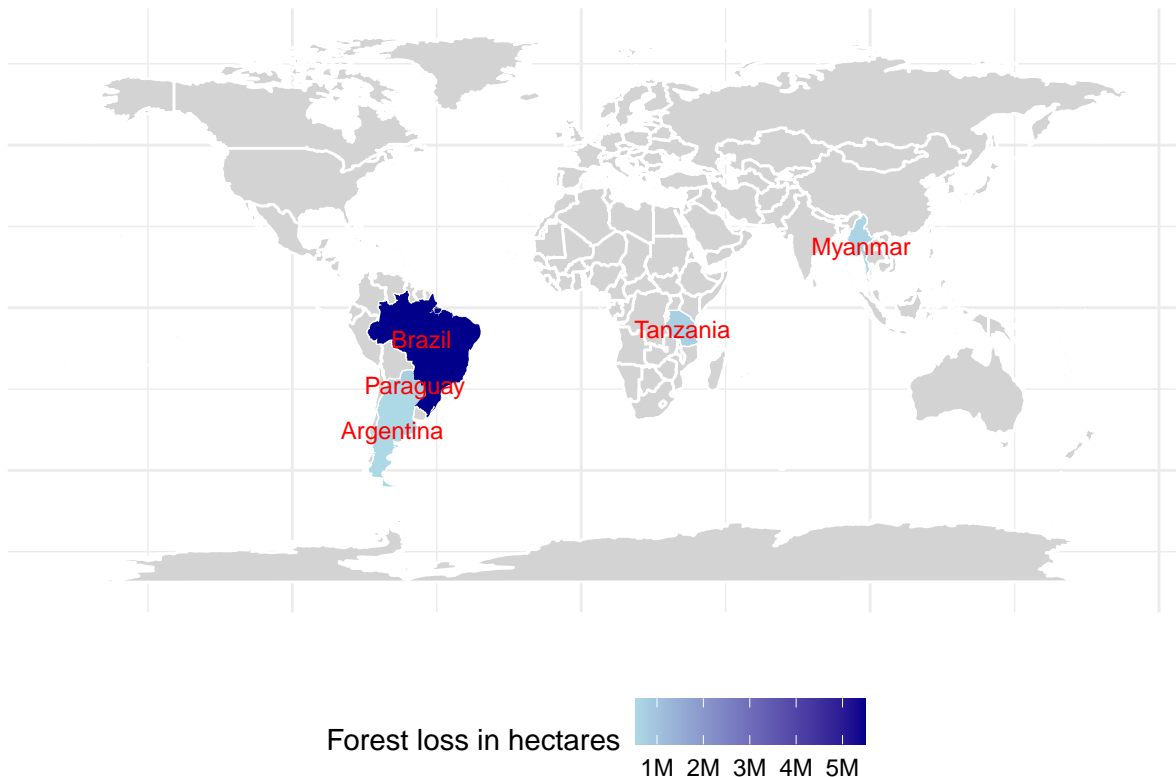 Myanmar
Tanzania
Brazil
Paraguay
Argentina
Forest loss in hectares
1M 2M 3M 4M 5M